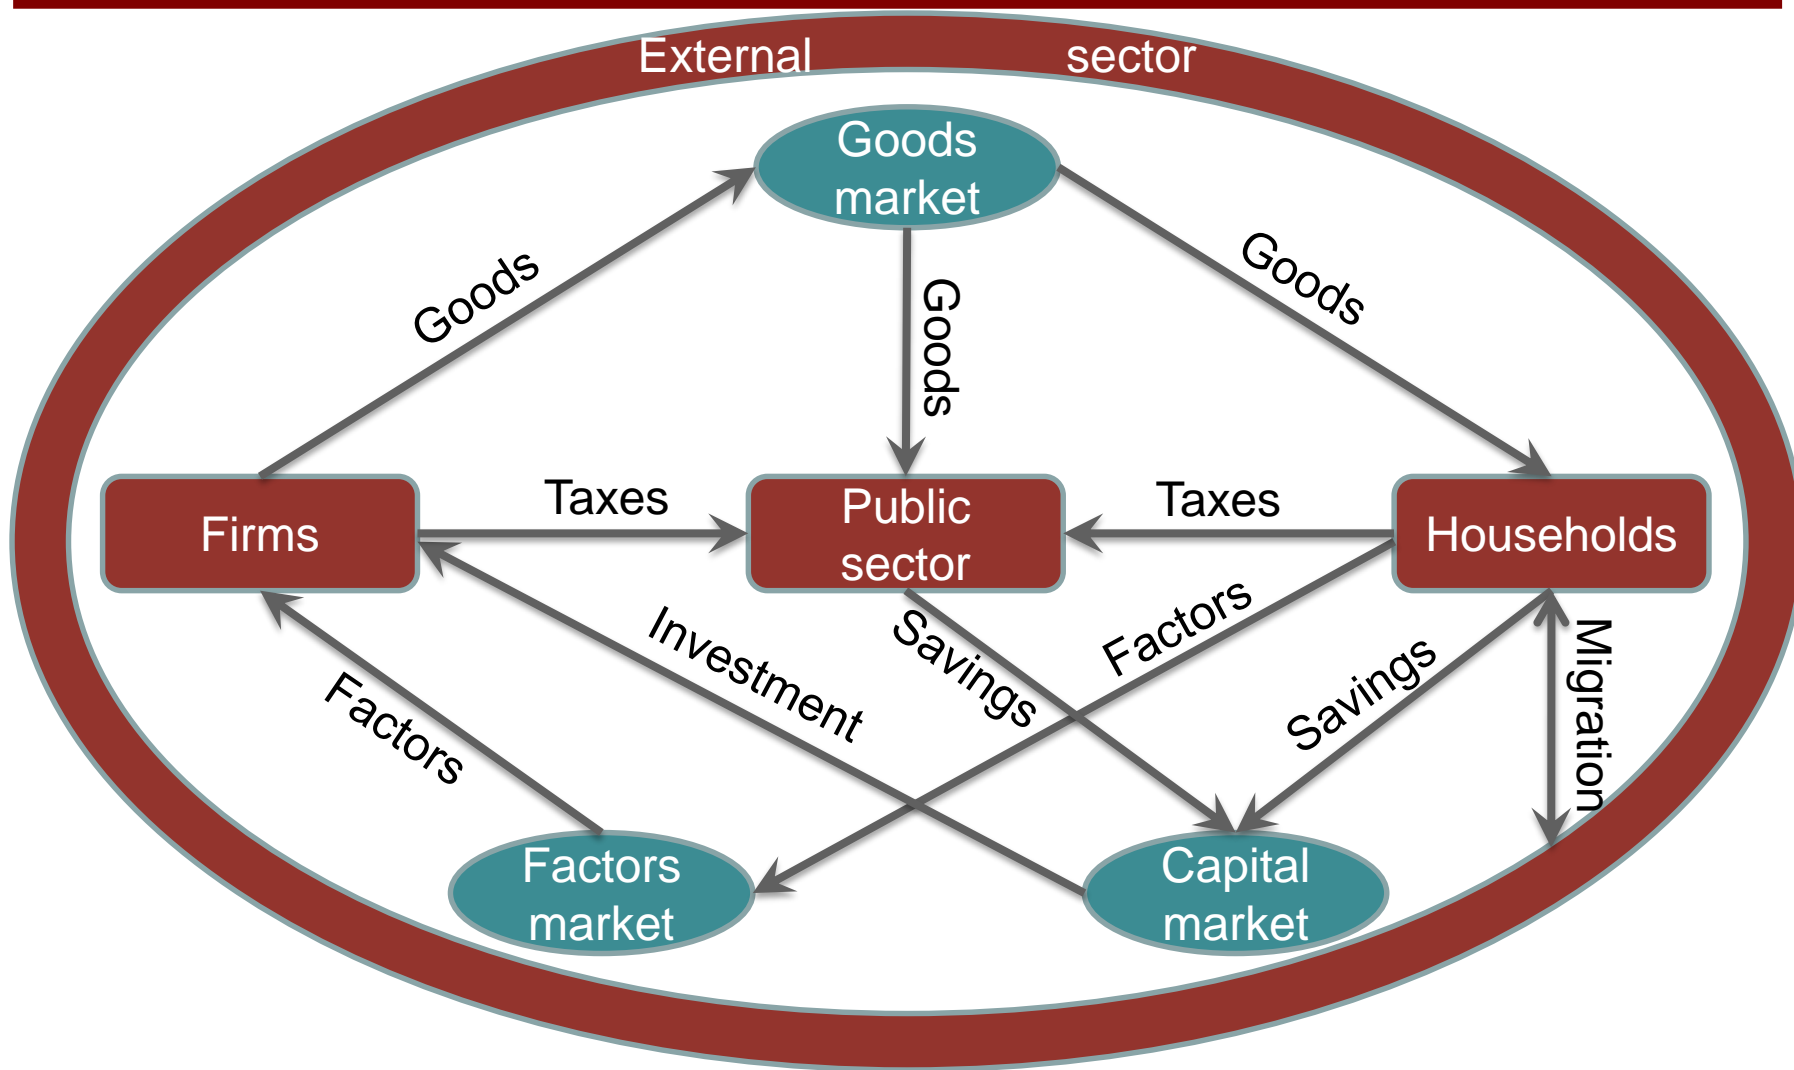 External sector
Goods
market
Goods
Goods
Goods
Firms
Taxes
Public
sector
Taxes
Households
Factors
Investment
Savings
Factors
Savings
Migration
Factors
market
Capital
market